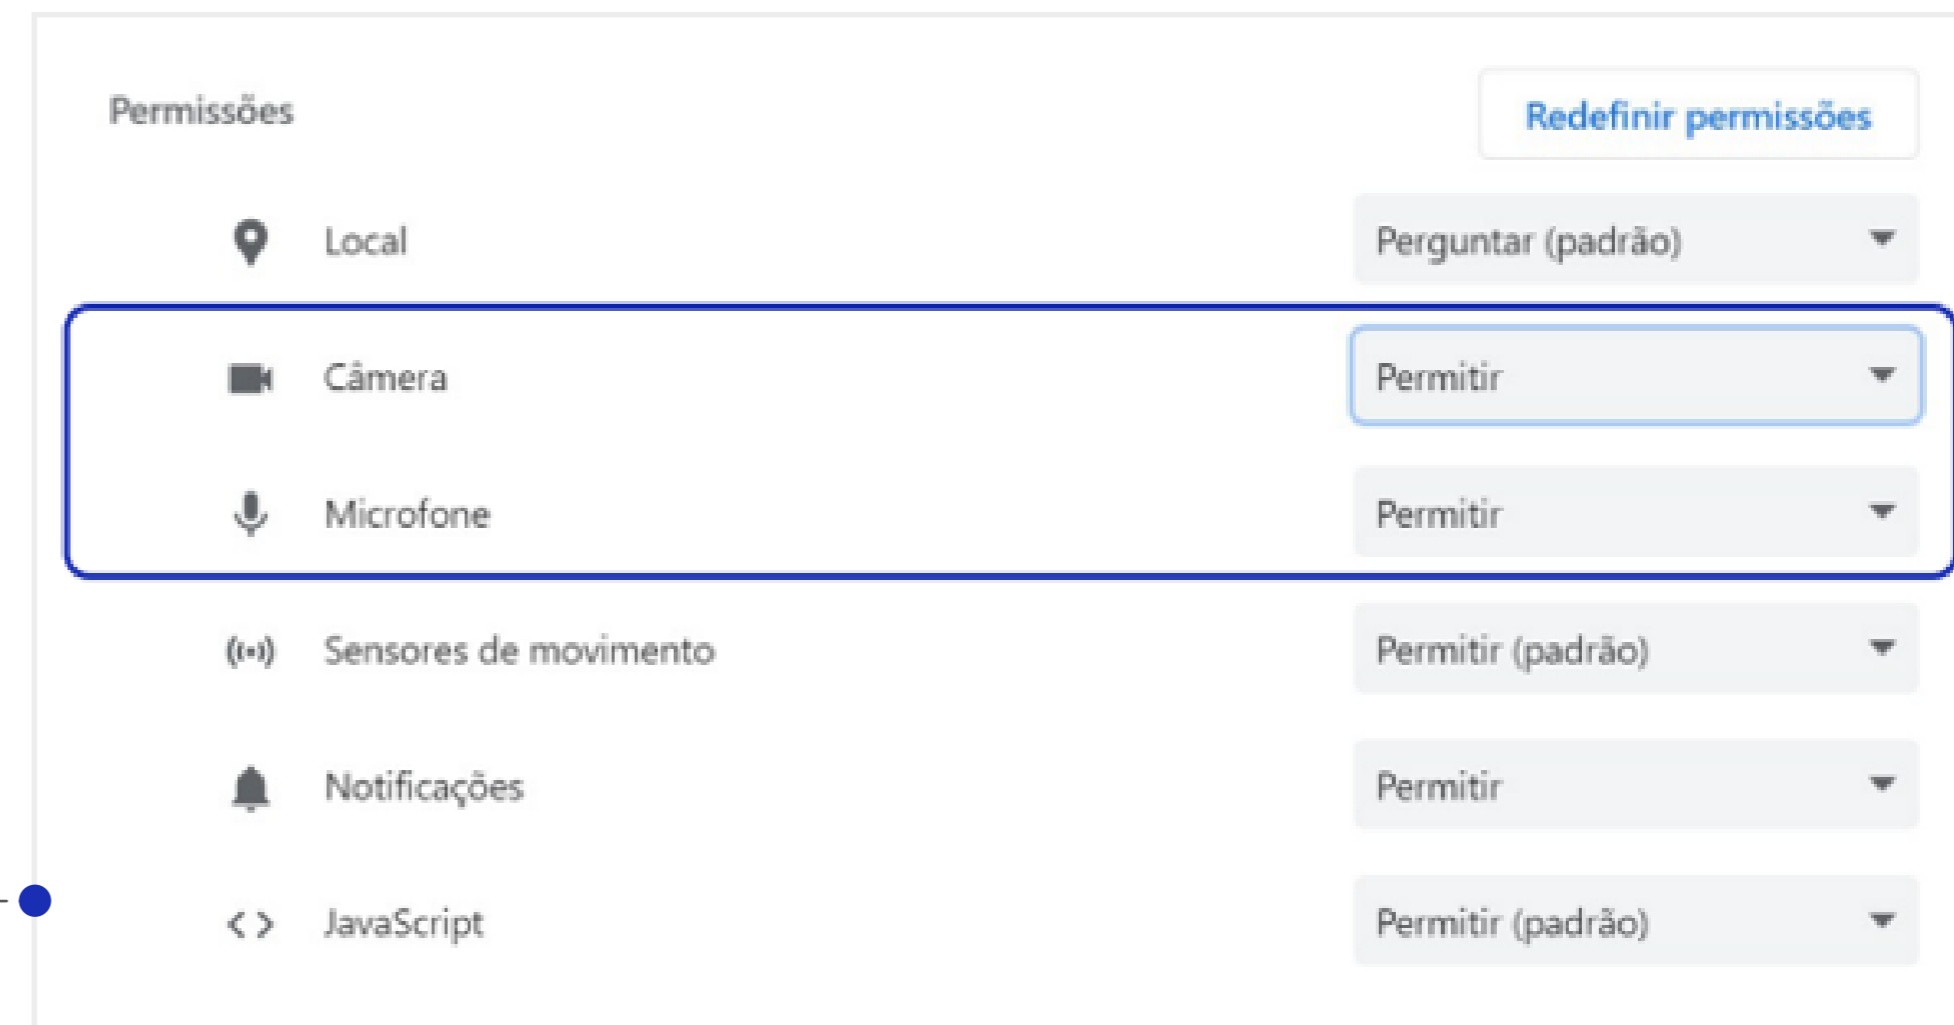 Permissões
Redefinir permissões
Local
Perguntar (padrão)
Câmera
Permitir
Microfone
Permitir
Sensores de movimento
Permitir (padrão)
Notificações
Permitir
JavaScript
Permitir (padrão)